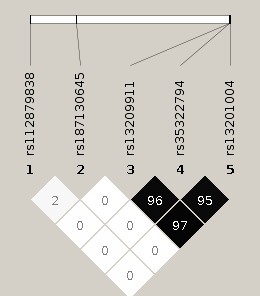 rs112879838
rs187130645
rs13209911
rs35322794
rs13201004
1 2 3 4 5
2 0 96 95
0 0 97
0 0
0